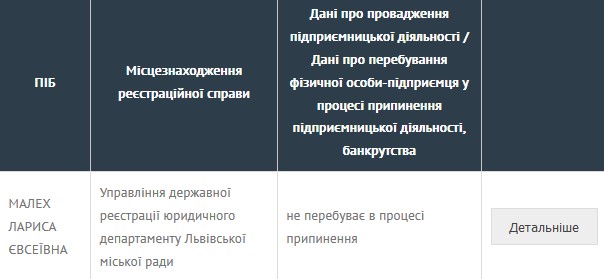 ПІБ
Місцезнаходження
реєстраційної справи
Дані про провадження
підприємницької діяльності /
Дані про перебування
фізичної особи-підприємця у
процесі припинення
підприємницької діяльності,
банкрутства
МАЛЕХ
ЛАРИСА
ЄВСЕЇВНА
Управління державної
реєстрації юридичного
департаменту Львівської
міської ради
не перебуває в процесі
припинення
Детальніше